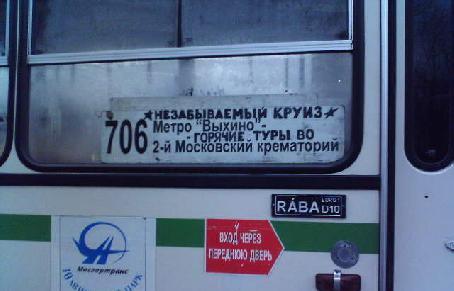 ★НЕЗАБЫВАЕМЫЙ КРУИЗ★
706
Метро "Выхино"-
-ГОРЯЧИЕ ТУРЫ ВО
2-й Московский крематорий
RÁBA
D10
Мосгортранс
ВХОД ЧЕРЕЗ
ПЕРЕДНЮЮ ДВЕРЬ